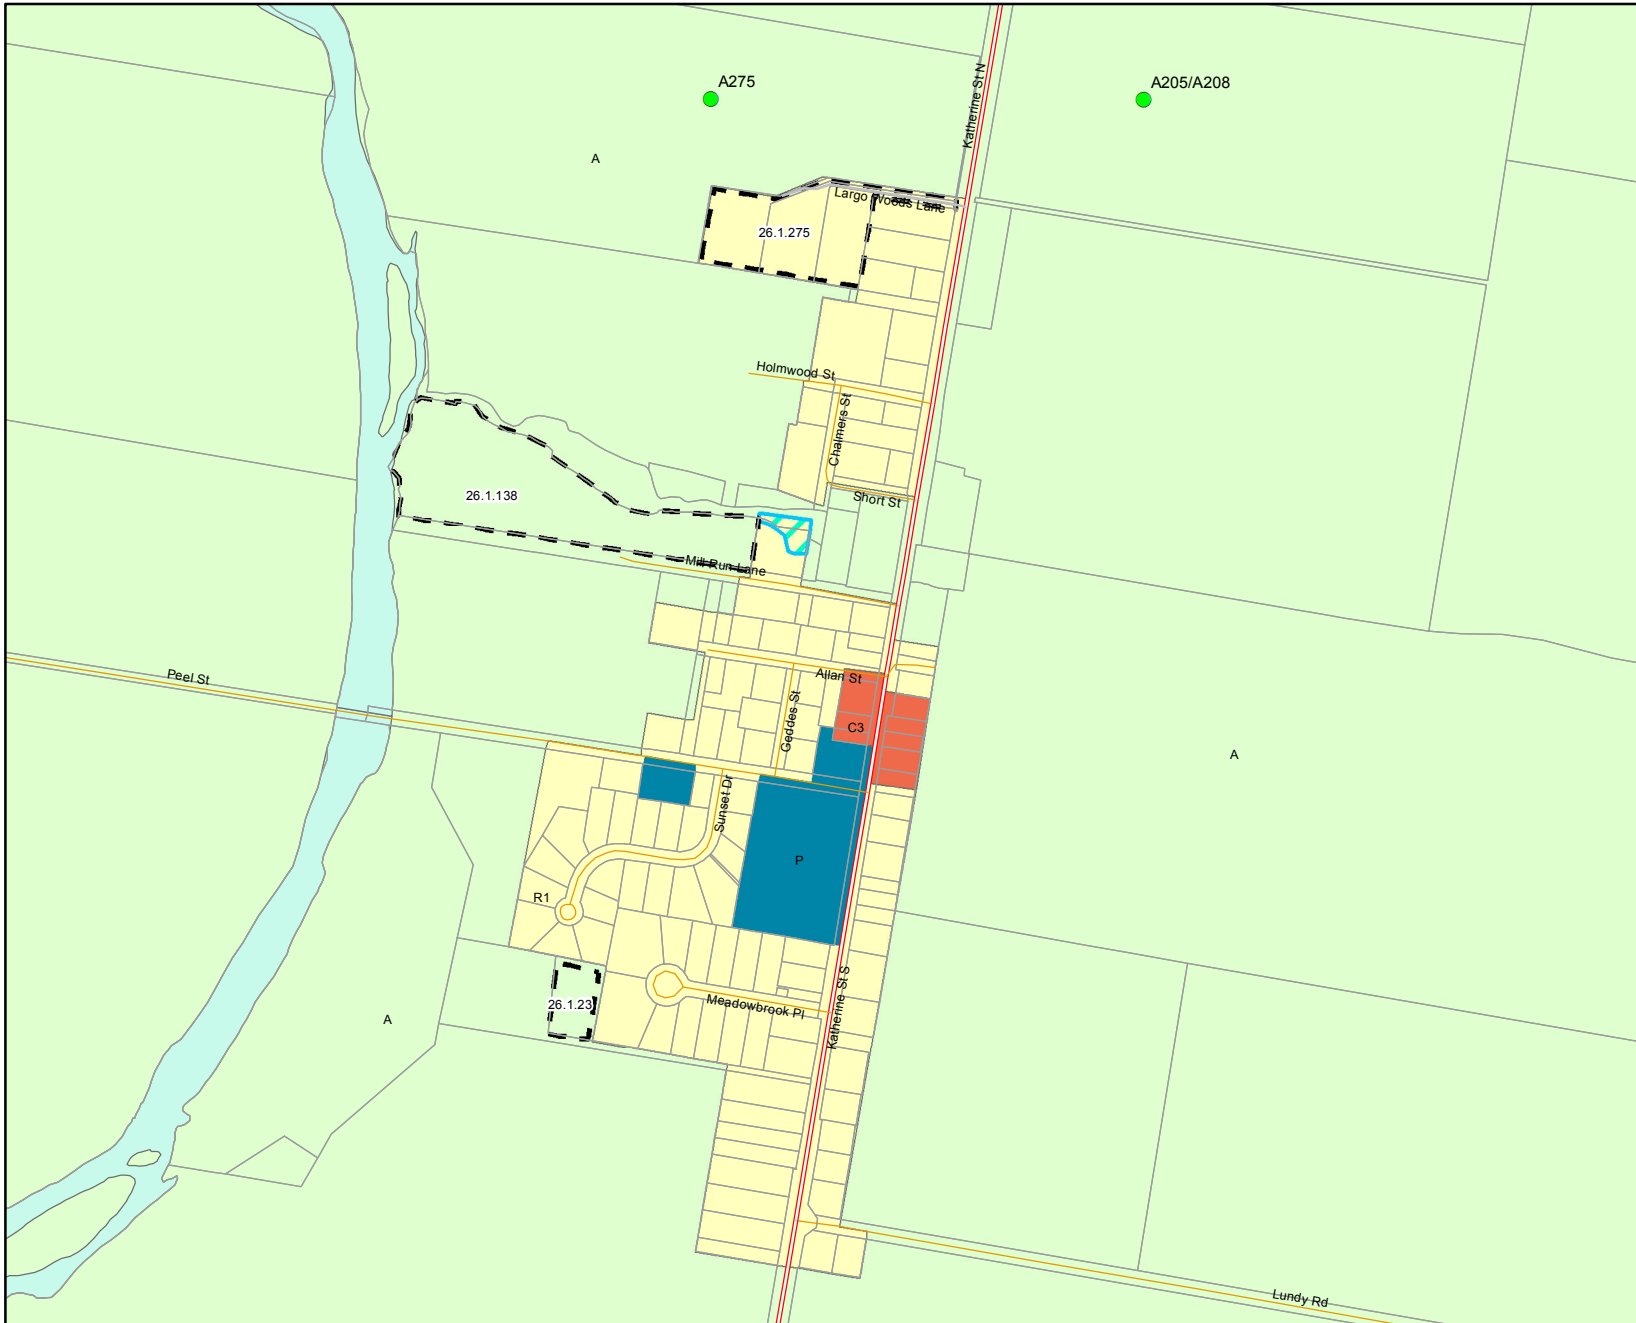 A275
A205/A208
Katherine St N
A
Largo Woods Lane
26.1.275
Holmwood St
Chalmers St
26.1.138
Short St
Mill Run Lane
Peel St
Allan St
Geddes St
C3
A
Sunset Dr
P
R1
26.1.23
Meadowbrook Pl
Katherine St S
A
Lundy Rd